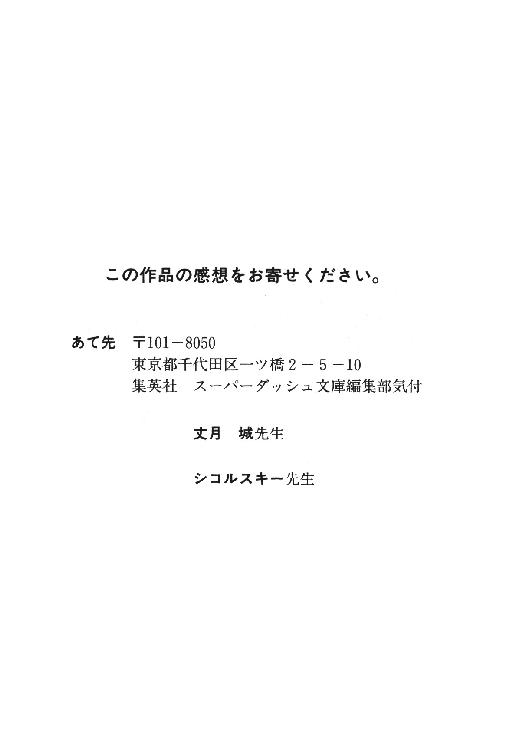 この作品の感想をお寄せください。
あて先　〒101－8050
東京都千代田区一ツ橋２－５－10
集英社　スーパーダッシュ文庫編集部気付
丈月　城先生
シコルスキー先生